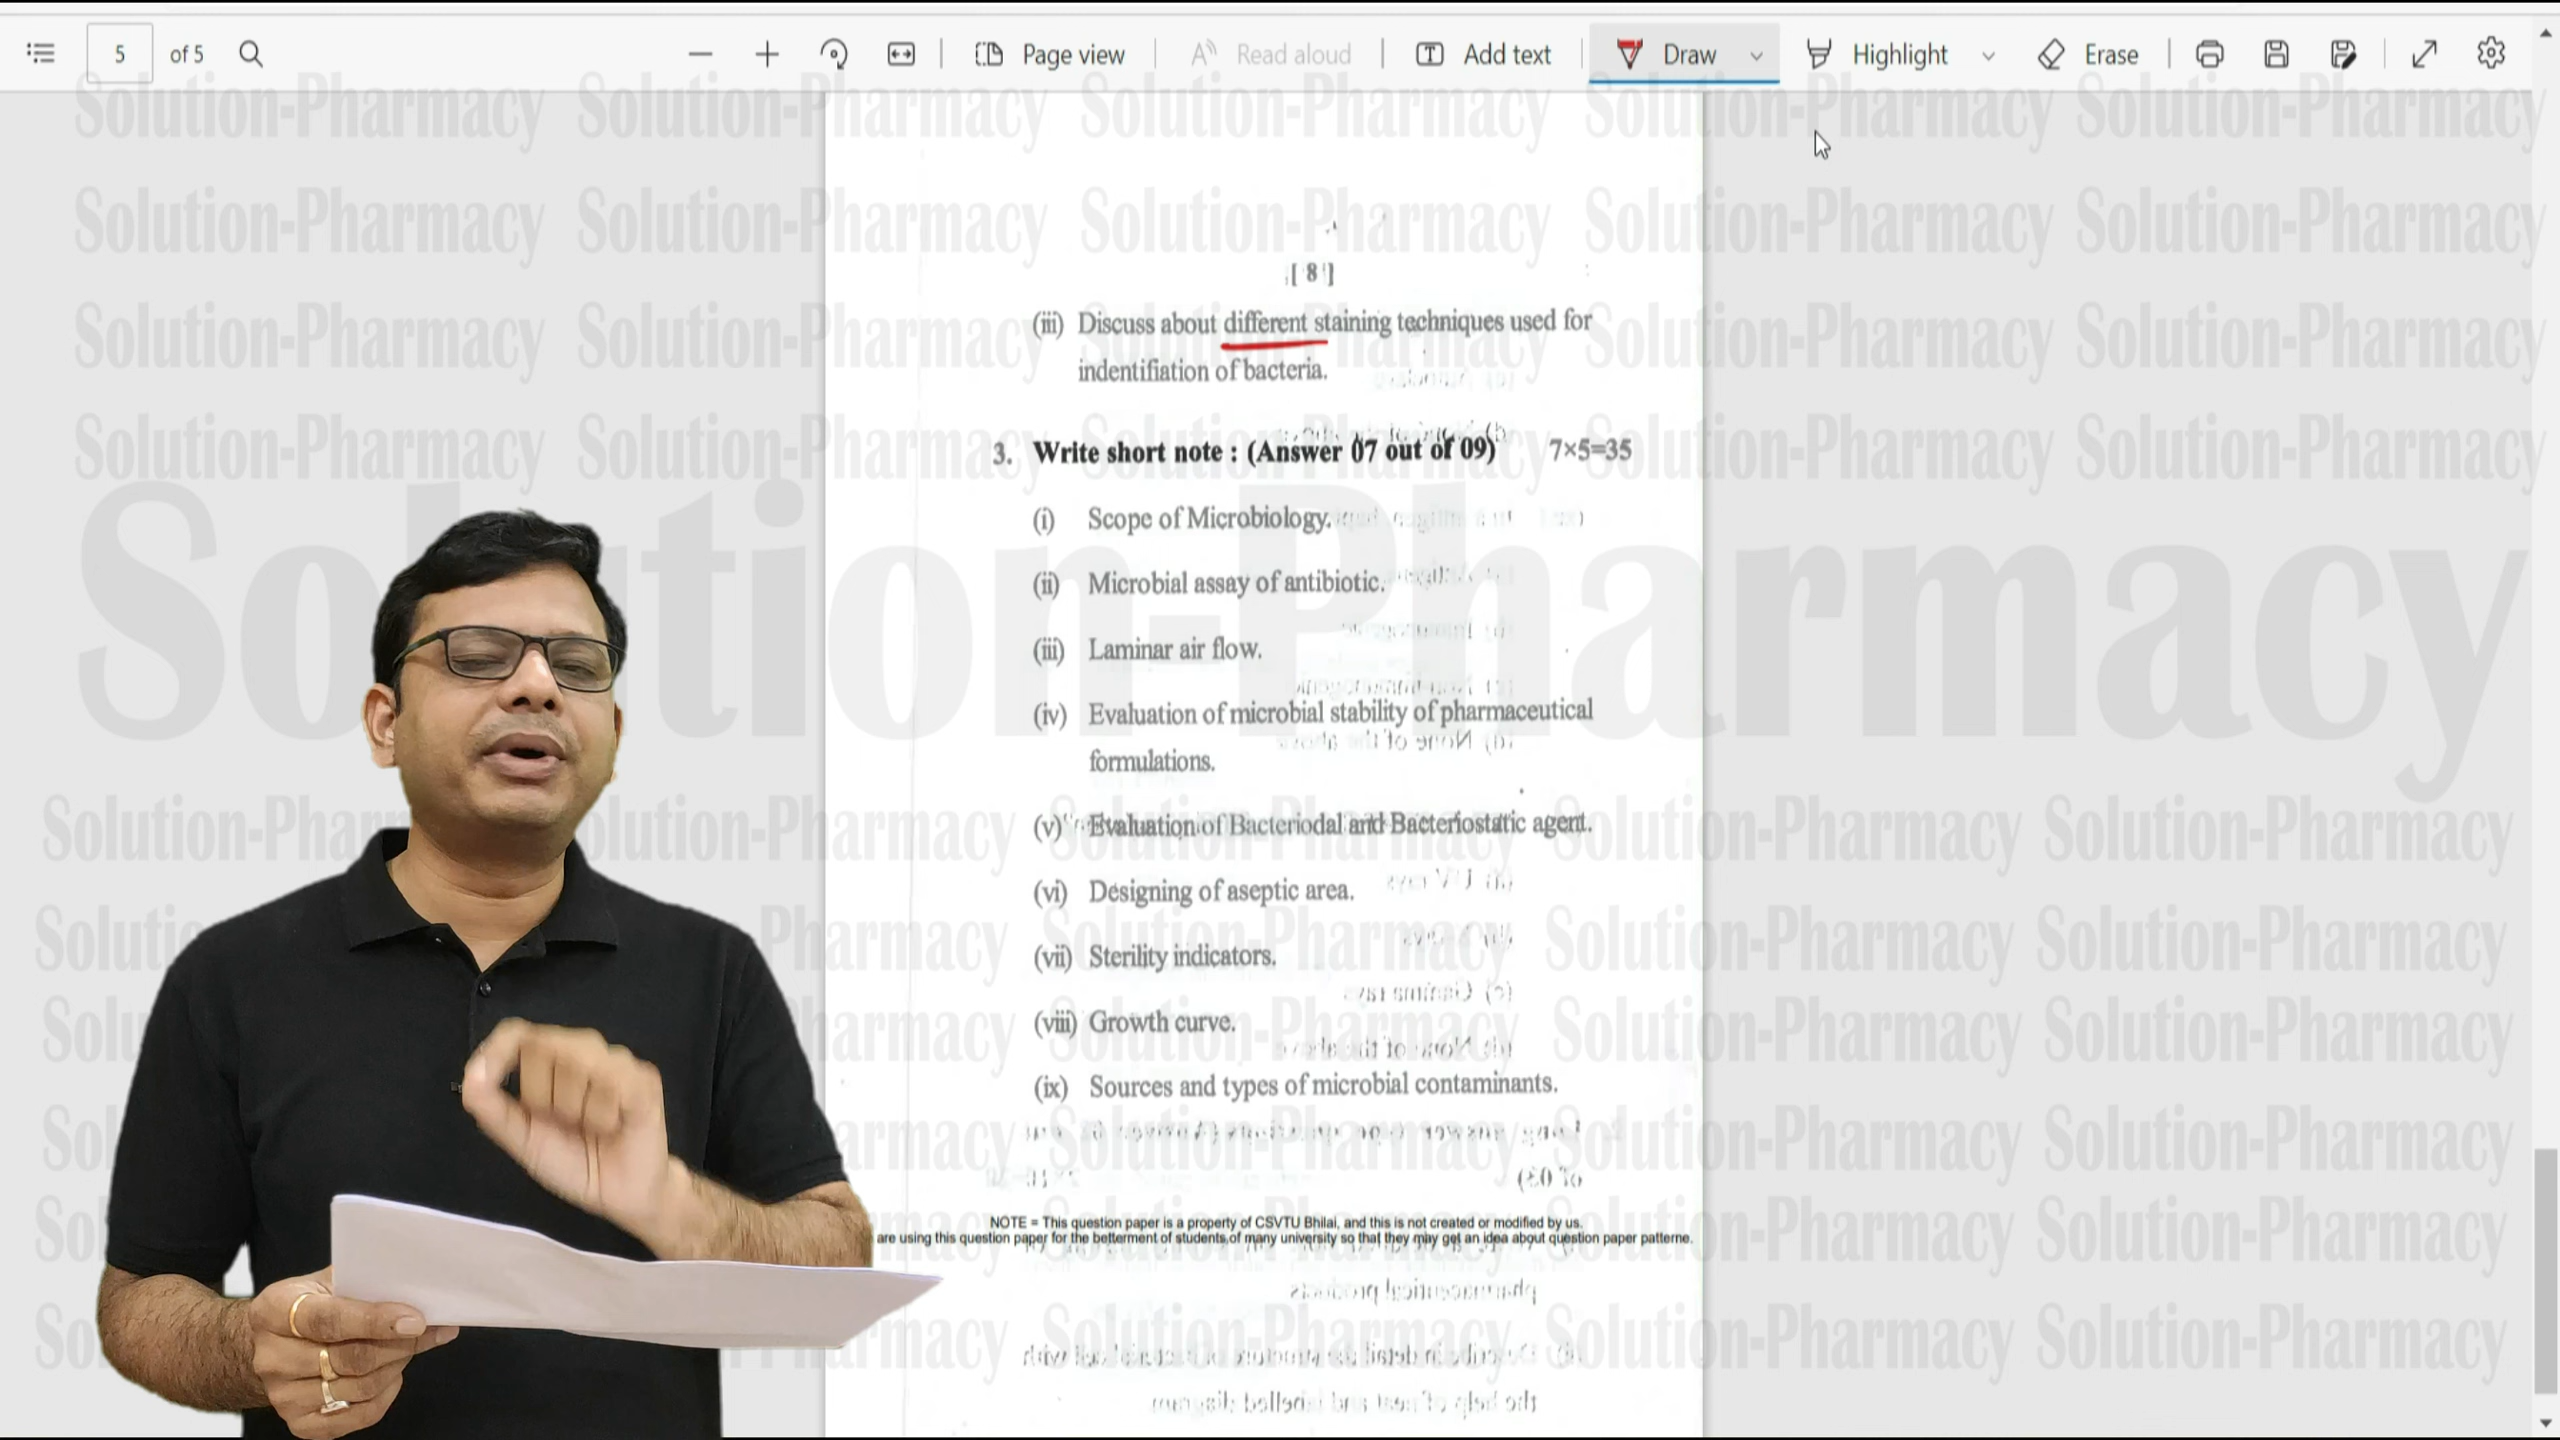 5 of 5 Page view Read aloud Add text Draw Highlight Erase
Solution-Pharmacy
[ 8 ]
(iii) Discuss about different staining techniques used for
indentifiation of bacteria.
3. Write short note : (Answer 07 out of 09) 7×5=35
(i) Scope of Microbiology.
(ii) Microbial assay of antibiotic.
(iii) Laminar air flow.
(iv) Evaluation of microbial stability of pharmaceutical
formulations.
(v) Evaluation of Bacteriodal and Bacteriostatic agent.
(vi) Designing of aseptic area.
(vii) Sterility indicators.
(viii) Growth curve.
(ix) Sources and types of microbial contaminants.
NOTE = This question paper is a property of CSVTU Bhilai, and this is not created or modified by us.
are using this question paper for the betterment of students of many university so that they may get an idea about question paper patterne.